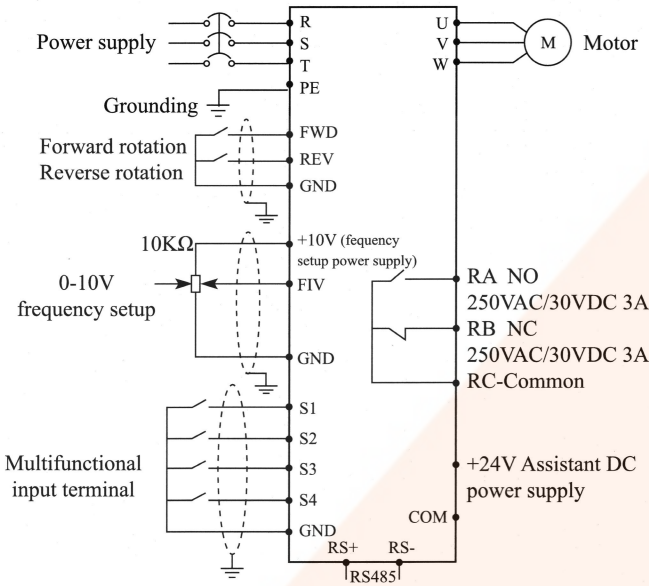 R
Power supply
S
T
PE
Grounding
U
V
W
M
Motor
FWD
Forward rotation
REV
Reverse rotation
GND
10KΩ
+10V (fequency
setup power supply)
0-10V
FIV
frequency setup
GND
RA NO
250VAC/30VDC 3A
RB NC
250VAC/30VDC 3A
RC-Common
S1
S2
Multifunctional
S3
input terminal
S4
GND
+24V Assistant DC
power supply
COM
RS+ RS-
RS485